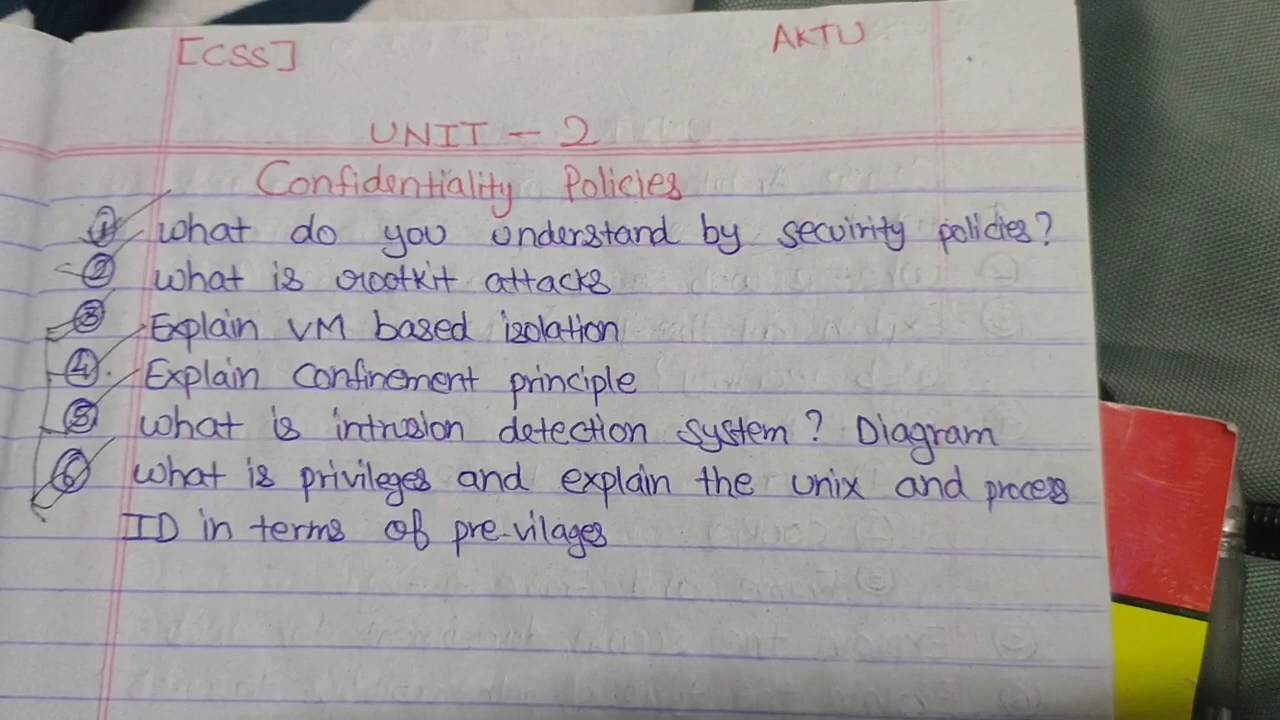 [CSS] AKTU
UNIT - 2
Confidentiality Policies
① What do you understand by secuirity policies?
② What is rootkit attacks
③ Explain VM based isolation
④. Explain confinement principle
⑤ What is intrusion detection system? Diagram
⑥ What is privileges and explain the unix and process
ID in terms of pre-vilages